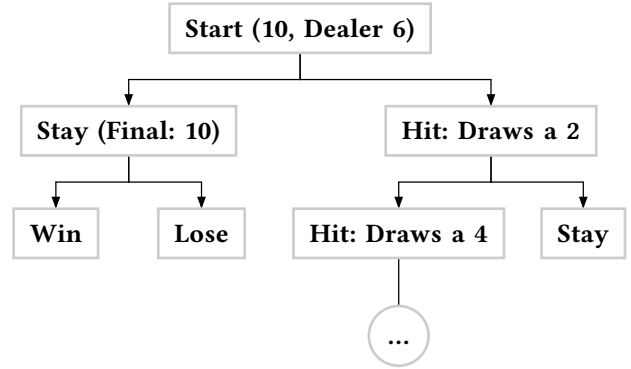 Start (10, Dealer 6)
Stay (Final: 10)
Hit: Draws a 2
Win
Lose
Hit: Draws a 4
Stay
...